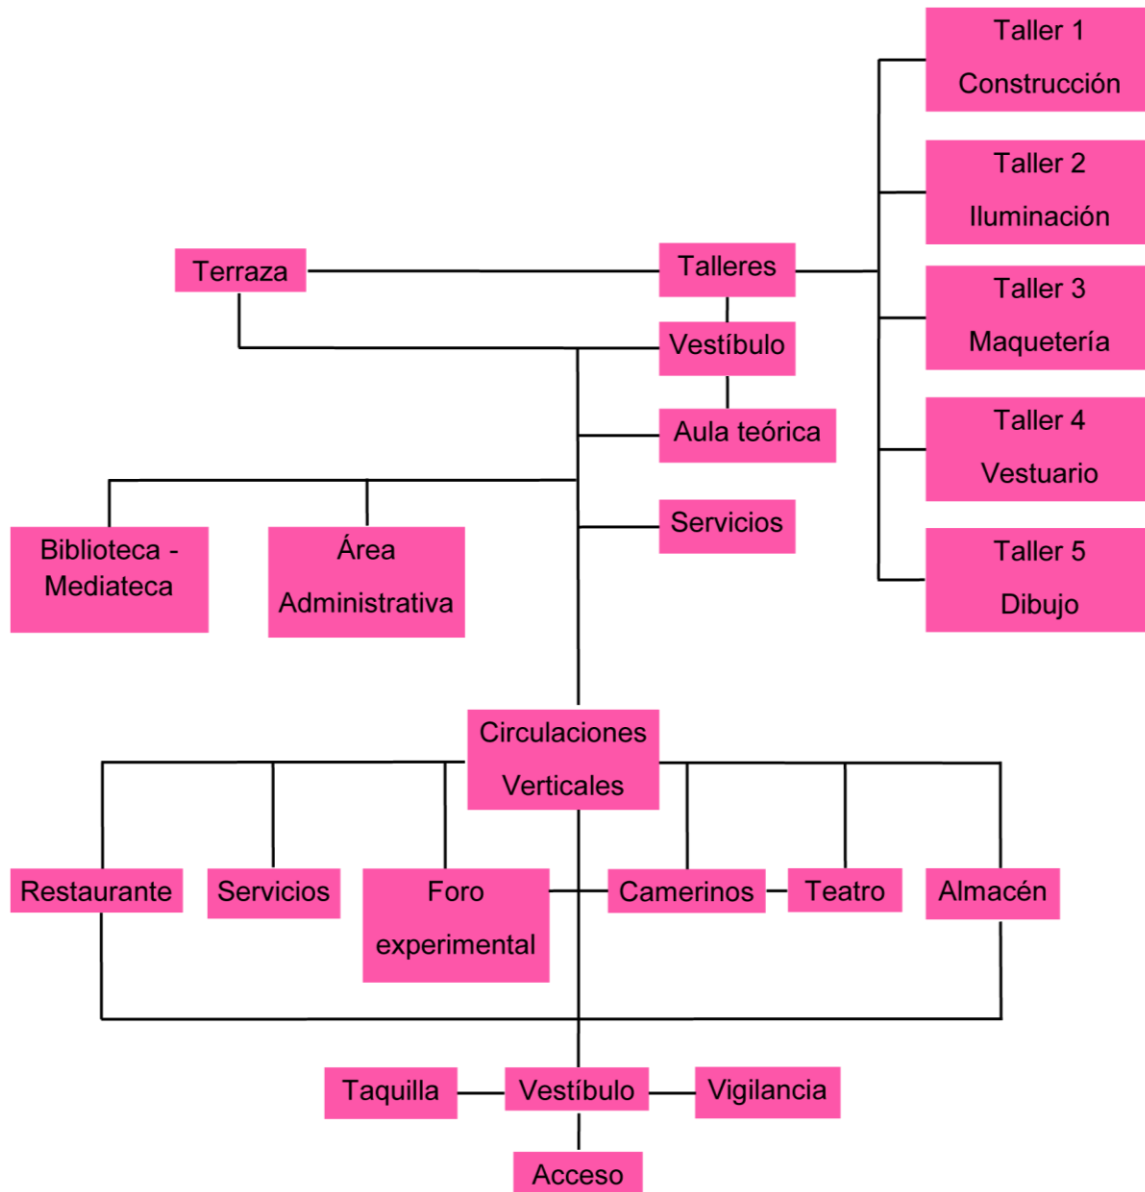 Taller 1
Construcción
Taller 2
Iluminación
Terraza
Talleres
Taller 3
Maquetería
Vestíbulo
Aula teórica
Taller 4
Vestuario
Servicios
Biblioteca -
Mediateca
Área
Administrativa
Taller 5
Dibujo
Circulaciones
Verticales
Restaurante
Servicios
Foro
experimental
Camerinos
Teatro
Almacén
Taquilla
Vestíbulo
Vigilancia
Acceso